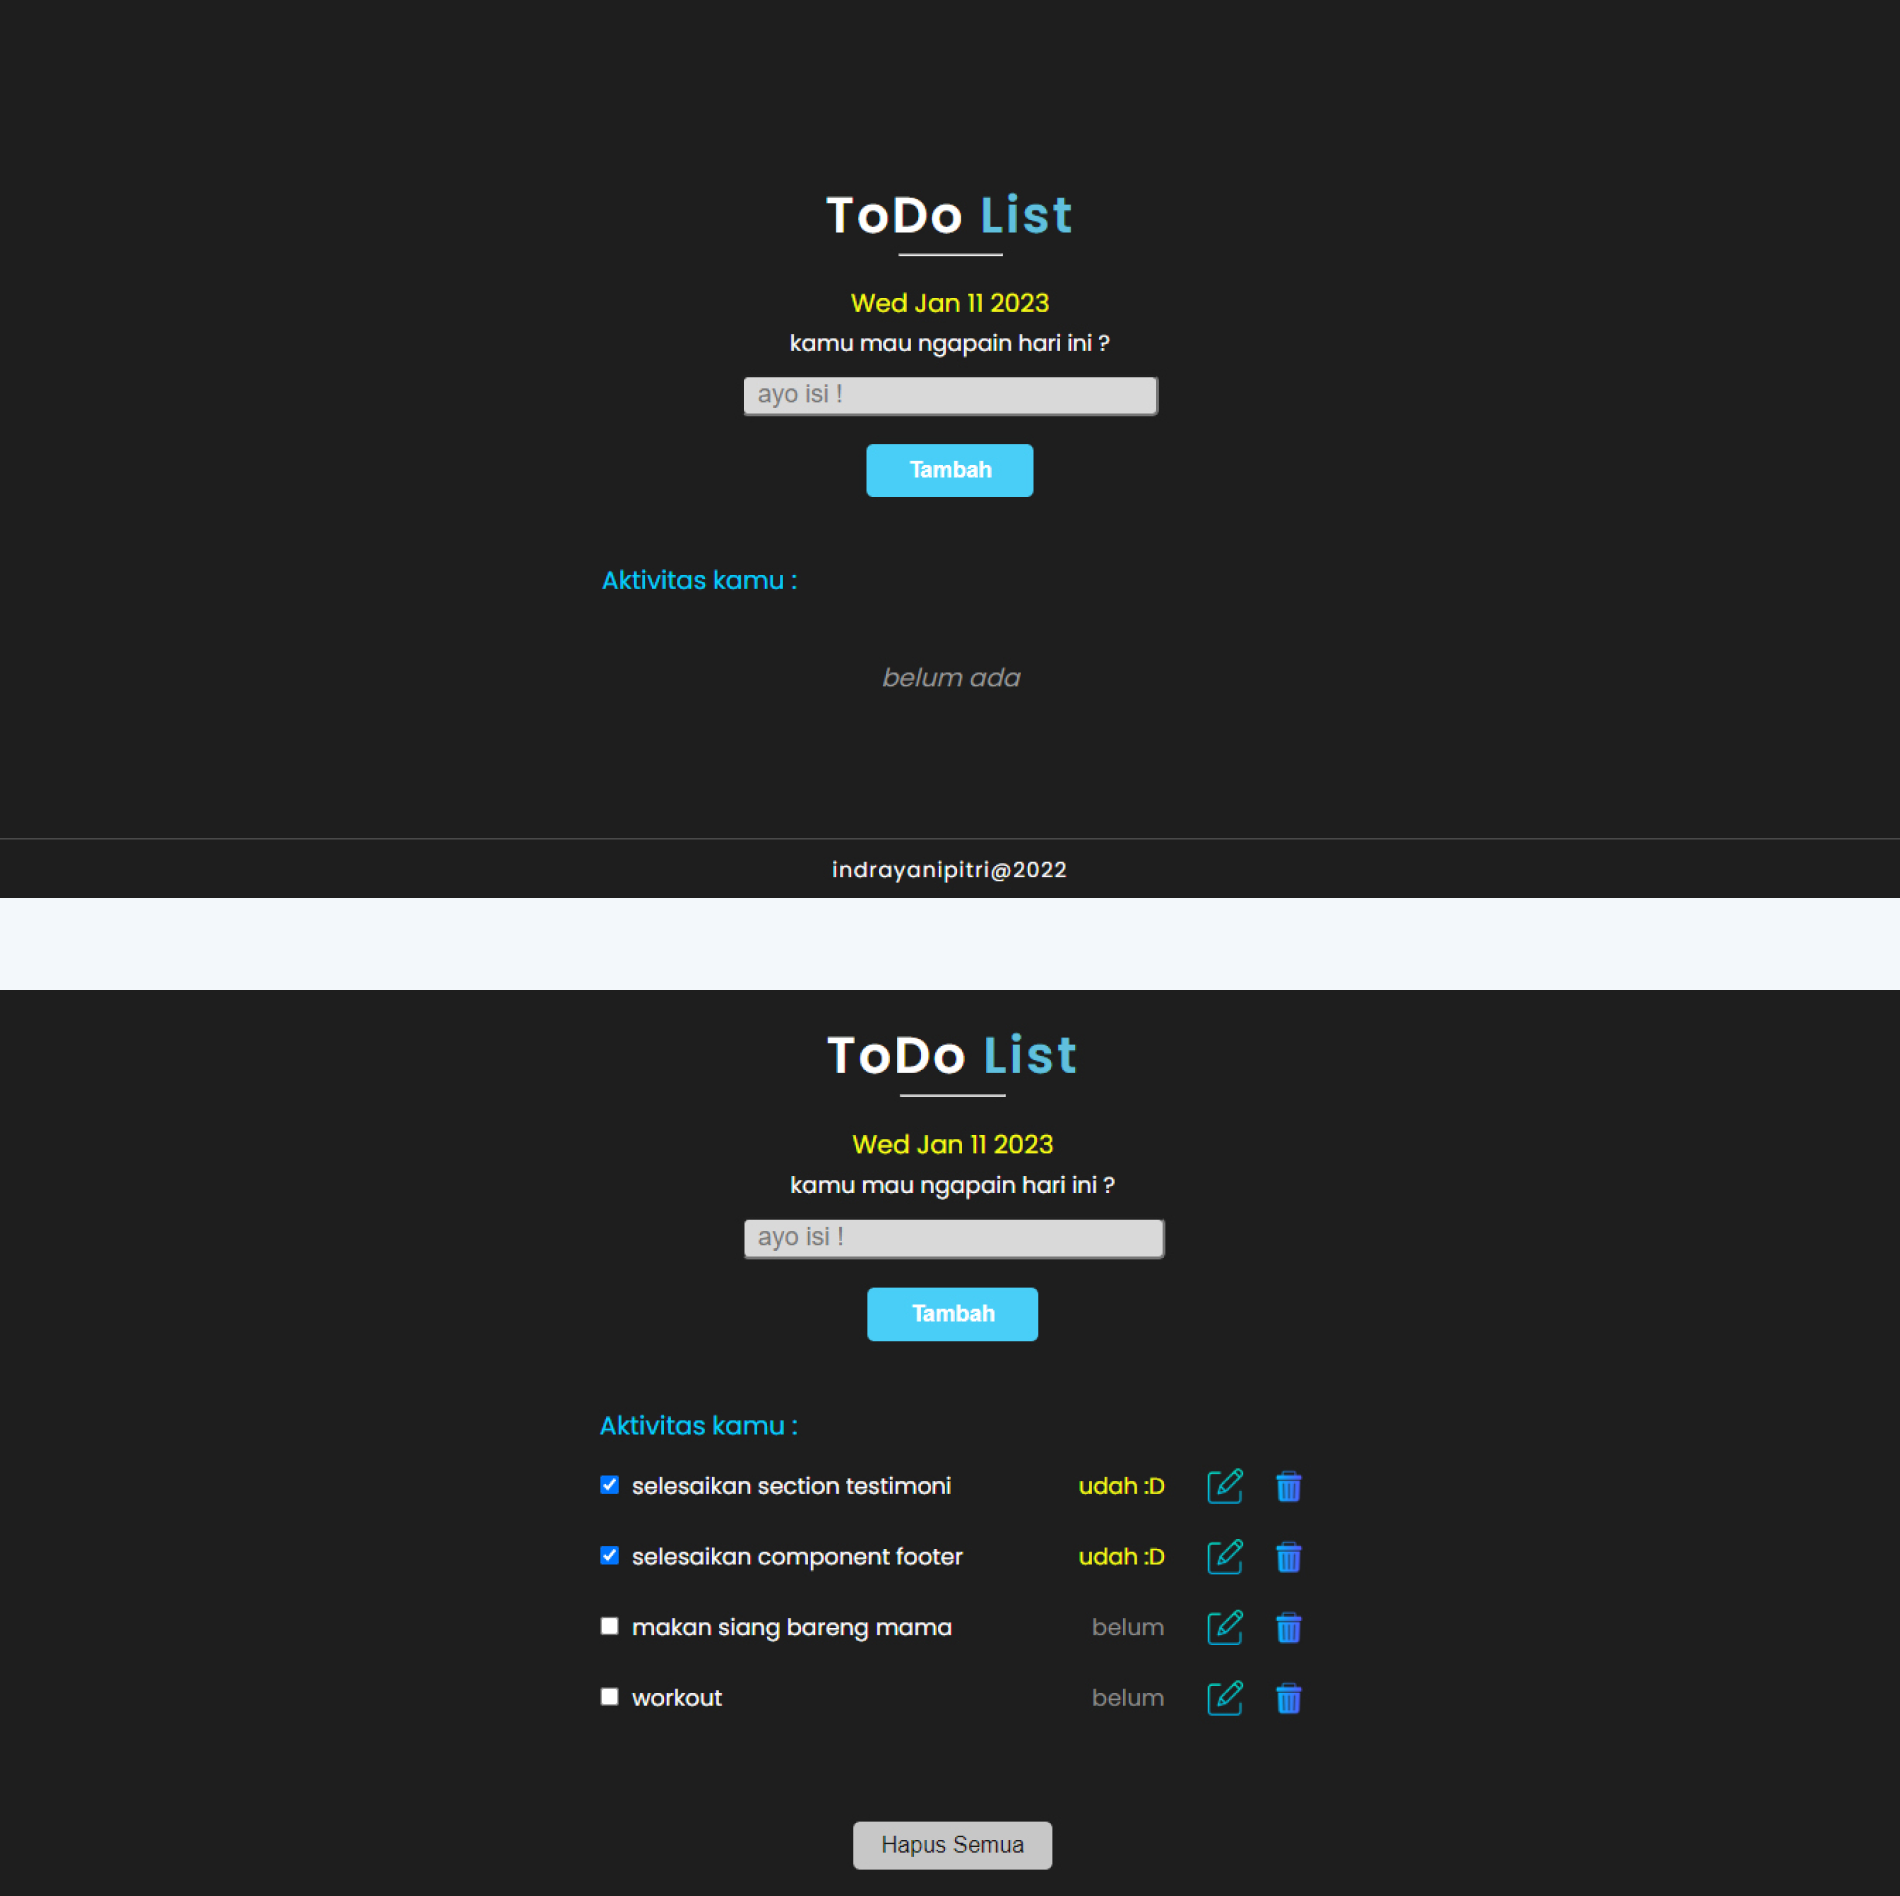 ToDo List
Wed Jan 11 2023
kamu mau ngapain hari ini ?
ayo isi !
Tambah
Aktivitas kamu :
belum ada
indrayanipitri@2022
ToDo List
Wed Jan 11 2023
kamu mau ngapain hari ini ?
ayo isi !
Tambah
Aktivitas kamu :
selesaikan section testimoni udah :D
selesaikan component footer udah :D
makan siang bareng mama belum
workout belum
Hapus Semua